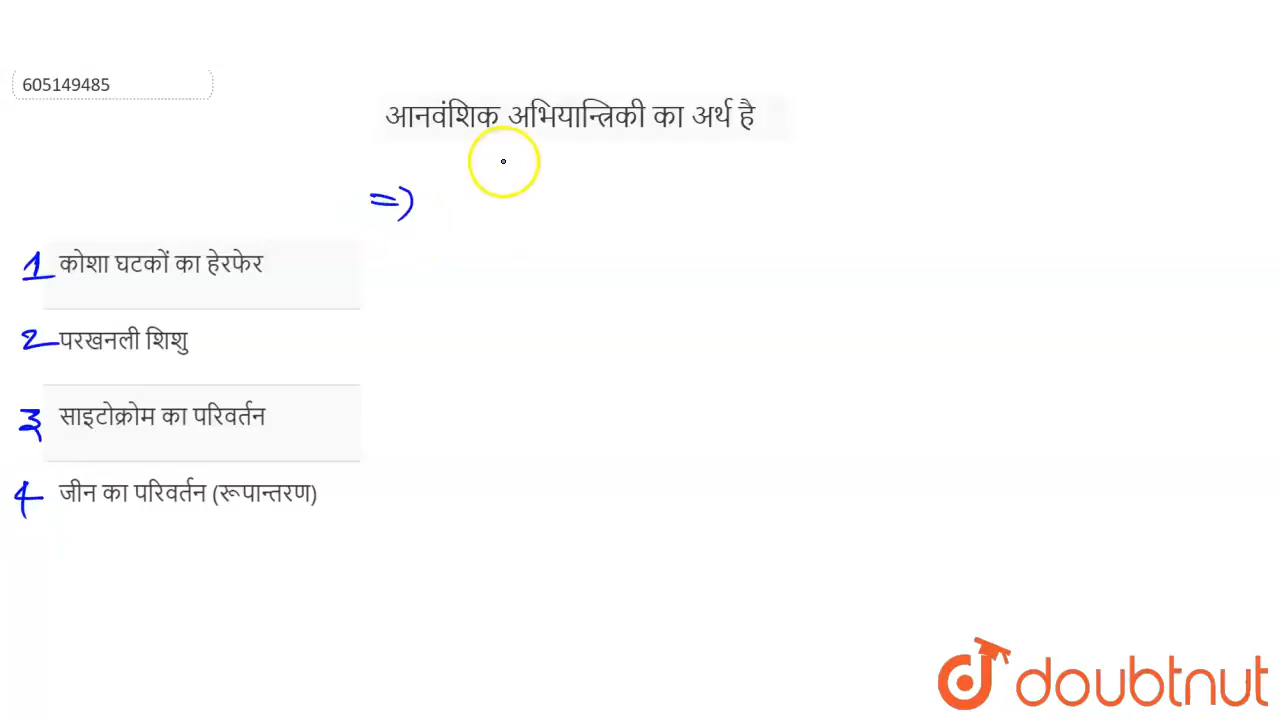 605149485
आनवंशिक अभियान्त्रिकी का अर्थ है
=)
1 कोशा घटकों का हेरफेर
2 परखनली शिशु
3 साइटोक्रोम का परिवर्तन
4 जीन का परिवर्तन (रूपान्तरण)
doubtnut